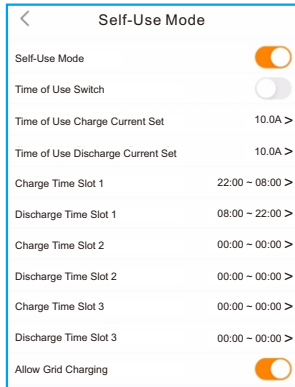 Self-Use Mode
Self-Use Mode
Time of Use Switch
Time of Use Charge Current Set 10.0A >
Time of Use Discharge Current Set 10.0A >
Charge Time Slot 1 22:00 ~ 08:00 >
Discharge Time Slot 1 08:00 ~ 22:00 >
Charge Time Slot 2 00:00 ~ 00:00 >
Discharge Time Slot 2 00:00 ~ 00:00 >
Charge Time Slot 3 00:00 ~ 00:00 >
Discharge Time Slot 3 00:00 ~ 00:00 >
Allow Grid Charging